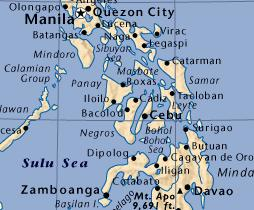 Olongapo
Manila
Quezon City
Batangas
Lucena
Naga
Virac
Legaspi
Mindoro
Sibuyan
Sea
Calamian
Group
Masbate
Catarman
Samar
Panay
Roxas
Iloilo
Cadiz
Tacloban
Leyte
Bacolod
Cebu
Negros
Bohol
Bohol
Sea
Surigao
Sulu Sea
Dipolog
Butuan
Cagayan de Oro
Iligan
Mindanao
Zamboanga
Cotabato
Mt. Apo
9,691 ft.
Davao
Basilan I.